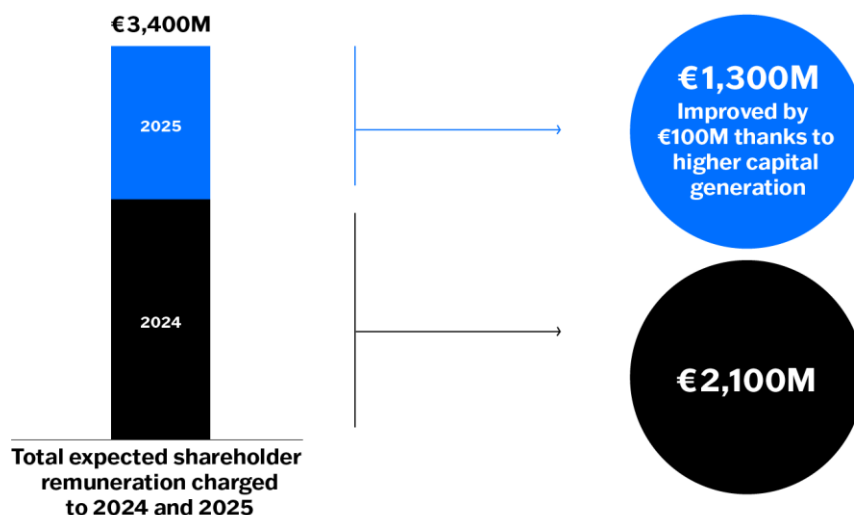 €3,400M
2025
2024
Total expected shareholder
remuneration charged
to 2024 and 2025
€1,300M
Improved by
€100M thanks to
higher capital
generation
€2,100M